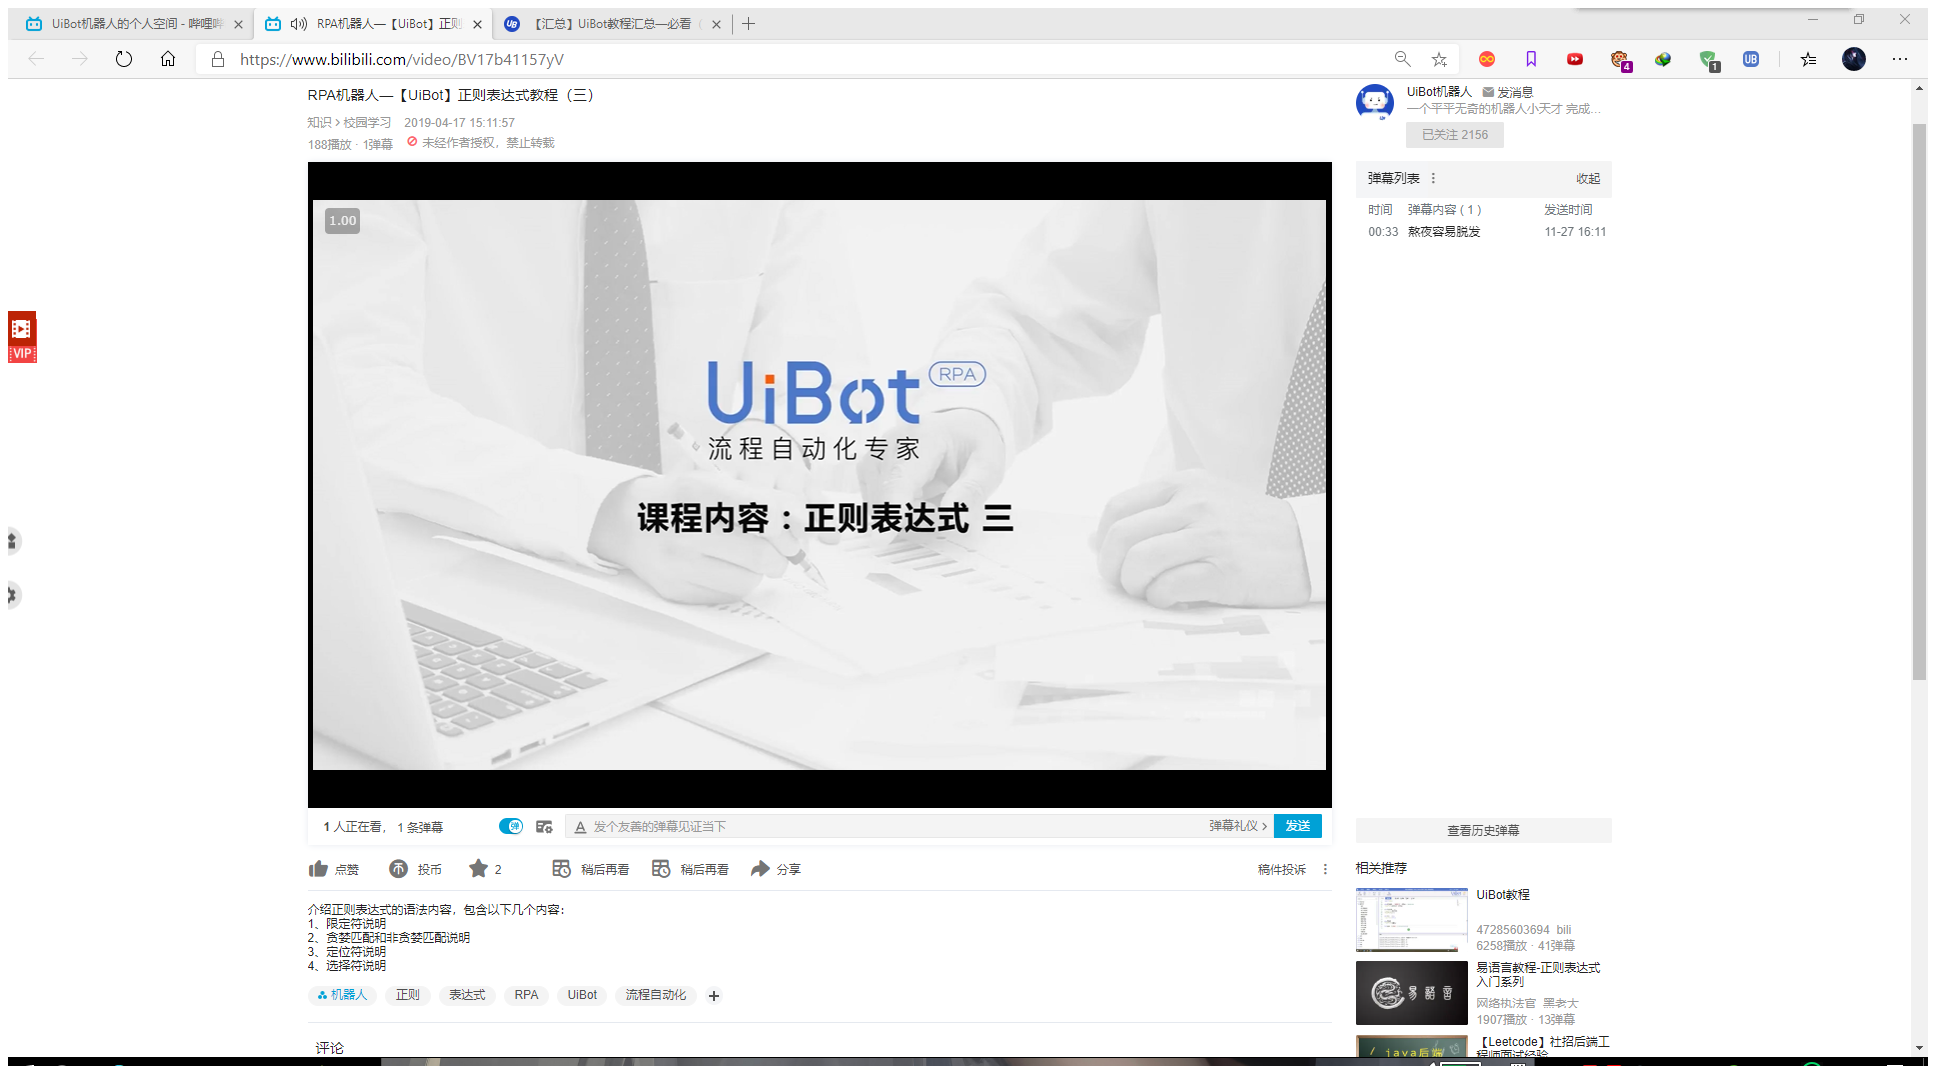 UiBot机器人的个人空间 - 哔哩哔
RPA机器人—【UiBot】正则
【汇总】UiBot教程汇总—必看
https://www.bilibili.com/video/BV17b41157yV
4
1
UB
RPA机器人—【UiBot】正则表达式教程（三）
知识 > 校园学习 2019-04-17 15:11:57
188播放 · 1弹幕 未经作者授权，禁止转载
UiBot机器人 发消息
一个平平无奇的机器人小天才 完成...
已关注 2156
弹幕列表
收起
时间 弹幕内容 ( 1 ) 发送时间
00:33 熬夜容易脱发 11-27 16:11
VIP
1.00
UiBot RPA
流程自动化专家
课程内容：正则表达式 三
1 人正在看， 1 条弹幕
弹
发个友善的弹幕见证当下
弹幕礼仪 >
发送
查看历史弹幕
点赞 投币 2 稍后再看 稍后再看 分享
稿件投诉
介绍正则表达式的语法内容，包含以下几个内容：
1、限定符说明
2、贪婪匹配和非贪婪匹配说明
3、定位符说明
4、选择符说明
机器人 正则 表达式 RPA UiBot 流程自动化 +
评论
相关推荐
UiBot教程
47285603694_bili
6258播放 · 41弹幕
易語言
易语言教程-正则表达式
入门系列
网络执法官_黑老大
1907播放 · 13弹幕
/ java后端
【Leetcode】社招后端工
程师面试经验